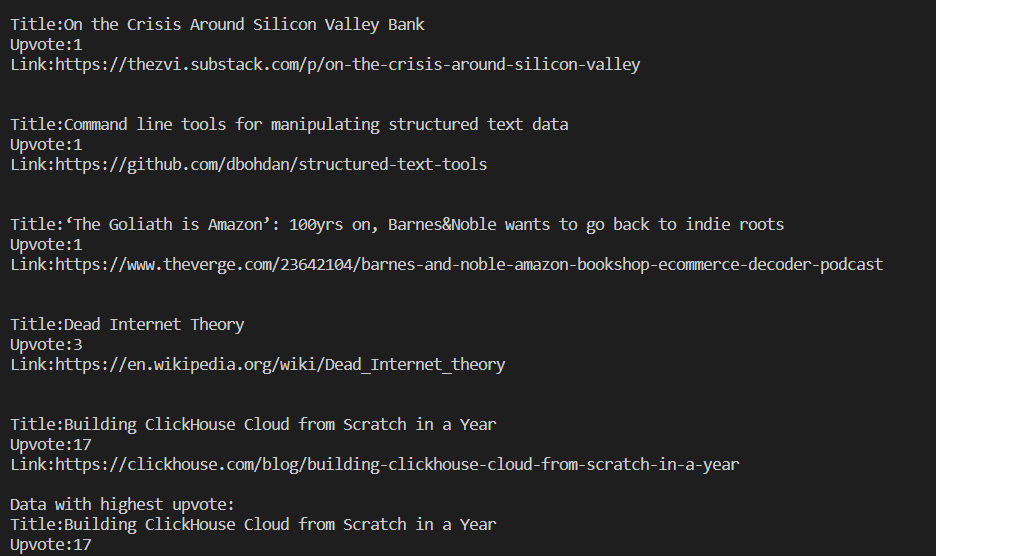 Title:On the Crisis Around Silicon Valley Bank
Upvote:1
Link:https://thezvi.substack.com/p/on-the-crisis-around-silicon-valley
Title:Command line tools for manipulating structured text data
Upvote:1
Link:https://github.com/dbohdan/structured-text-tools
Title:‘The Goliath is Amazon’: 100yrs on, Barnes&Noble wants to go back to indie roots
Upvote:1
Link:https://www.theverge.com/23642104/barnes-and-noble-amazon-bookshop-ecommerce-decoder-podcast
Title:Dead Internet Theory
Upvote:3
Link:https://en.wikipedia.org/wiki/Dead_Internet_theory
Title:Building ClickHouse Cloud from Scratch in a Year
Upvote:17
Link:https://clickhouse.com/blog/building-clickhouse-cloud-from-scratch-in-a-year
Data with highest upvote:
Title:Building ClickHouse Cloud from Scratch in a Year
Upvote:17